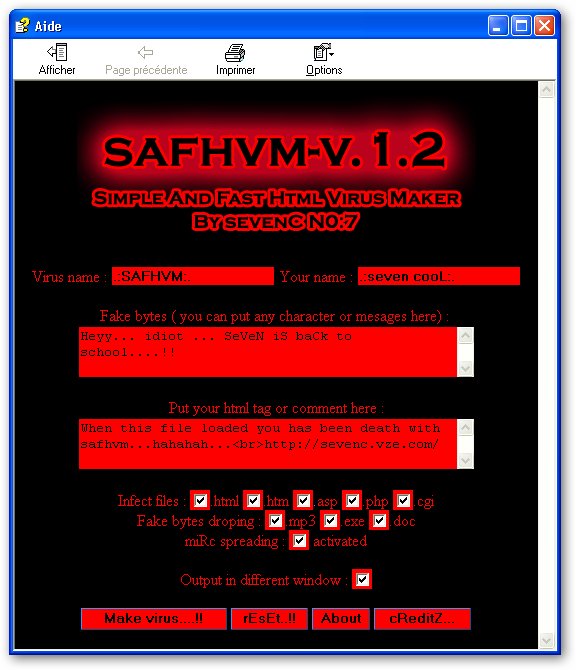 Aide
Afficher Page précédente Imprimer Options
SAFHVM-V. 1.2
Simple And Fast Html Virus Maker
By sevenC N0:7
Virus name : .:SAFHVM:. Your name : .:seven cooL:.
Fake bytes ( you can put any character or mesages here) :
Heyy... idiot ... SeVeN iS baCk to
school....!!
Put your html tag or comment here :
When this file loaded you has been death with
safhvm...hahahah...<br>http://sevenc.vze.com/
Infect files : .html .htm .asp .php .cgi
Fake bytes droping : .mp3 .exe .doc
miRc spreading : activated
Output in different window :
Make virus....!! rEsEt..!! About cReditZ...